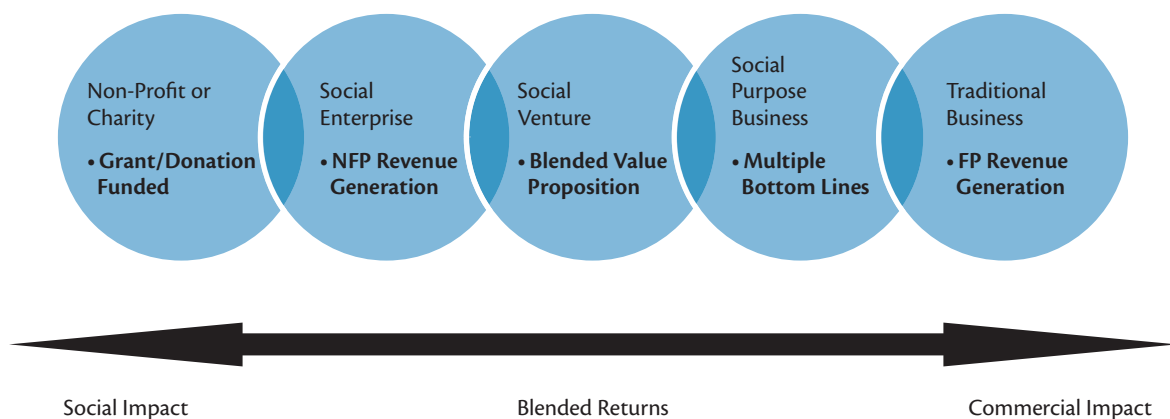 Non-Profit or
Charity
• Grant/Donation
Funded
Social
Enterprise
• NFP Revenue
Generation
Social
Venture
• Blended Value
Proposition
Social
Purpose
Business
• Multiple
Bottom Lines
Traditional
Business
• FP Revenue
Generation
Social Impact
Blended Returns
Commercial Impact